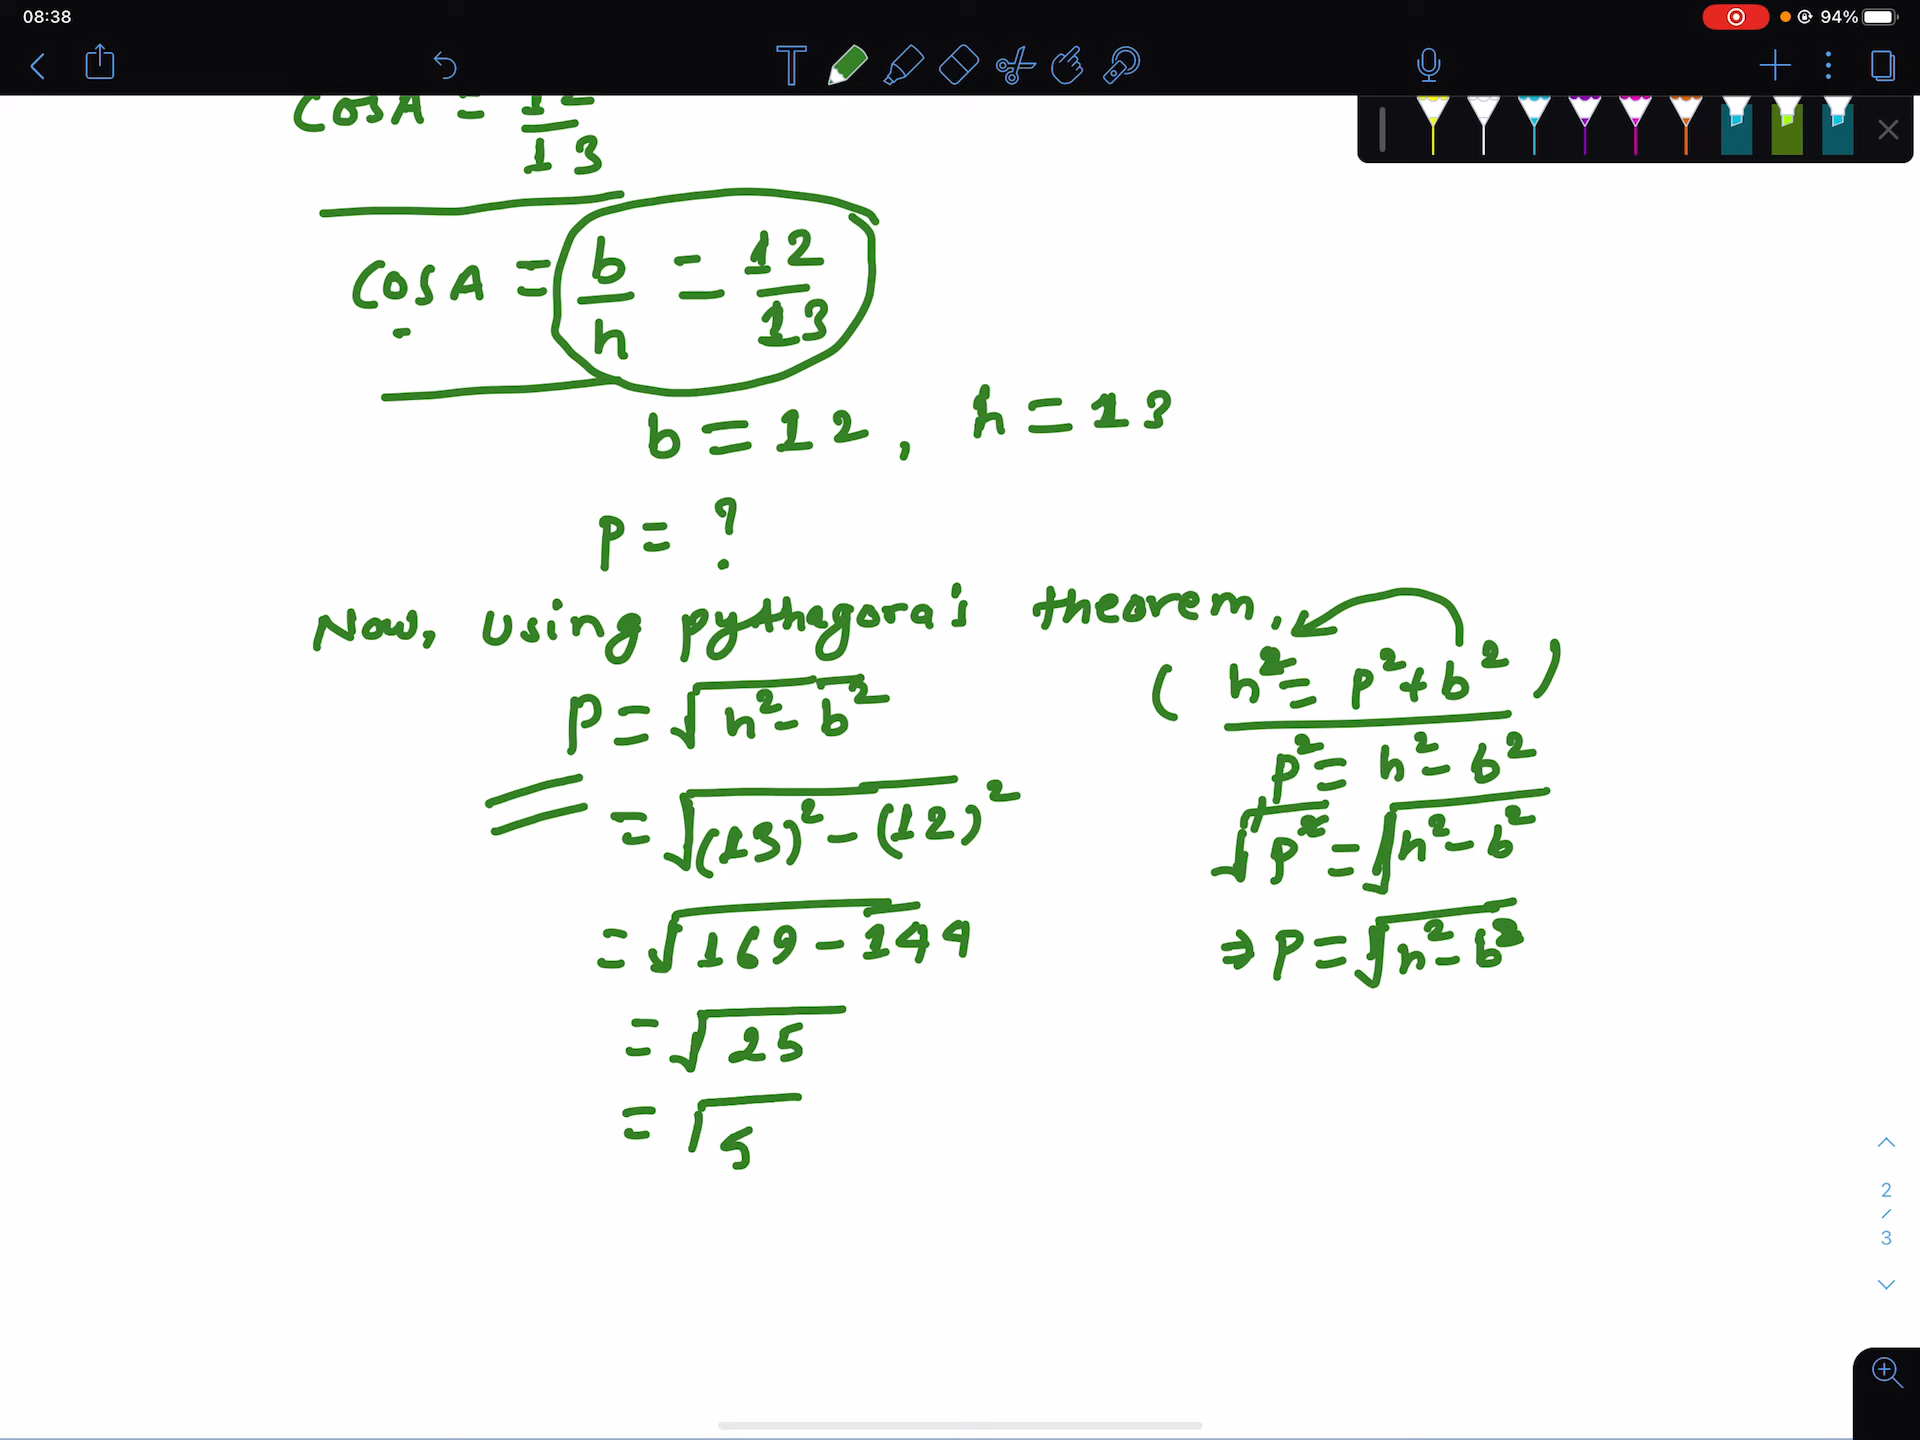 08:38
94%
CosA = 12/13
CosA = b/h = 12/13
b = 12 , h = 13
P = ?
Now, using pythagora's theorem,
( h² = p² + b² )
P = √(h² - b²)
p² = h² - b²
= √((13)² - (12)²)
√p² = √(h² - b²)
= √(169 - 144)
⇒ P = √(h² - b²)
= √25
= √5
2
/
3